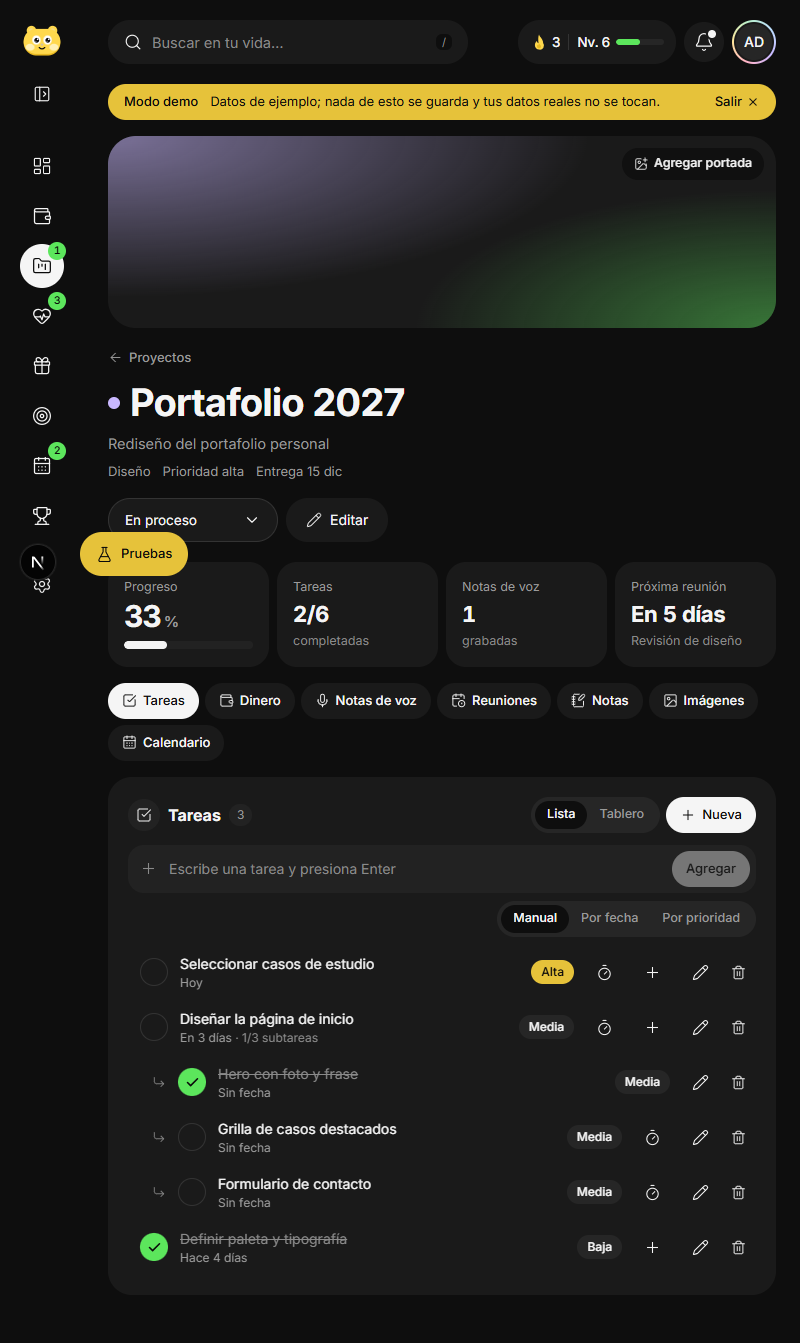 Buscar en tu vida...
/
3
Nv. 6
AD
Modo demo Datos de ejemplo; nada de esto se guarda y tus datos reales no se tocan. Salir
Agregar portada
1
3
2
N
Proyectos
Portafolio 2027
Rediseño del portafolio personal
Diseño Prioridad alta Entrega 15 dic
En proceso
Editar
Pruebas
Progreso
33 %
Tareas
2/6
completadas
Notas de voz
1
grabadas
Próxima reunión
En 5 días
Revisión de diseño
Tareas
Dinero
Notas de voz
Reuniones
Notas
Imágenes
Calendario
Tareas 3
Lista
Tablero
Nueva
Escribe una tarea y presiona Enter
Agregar
Manual
Por fecha
Por prioridad
Seleccionar casos de estudio
Hoy
Alta
Diseñar la página de inicio
En 3 días · 1/3 subtareas
Media
Hero con foto y frase
Sin fecha
Media
Grilla de casos destacados
Sin fecha
Media
Formulario de contacto
Sin fecha
Media
Definir paleta y tipografía
Hace 4 días
Baja